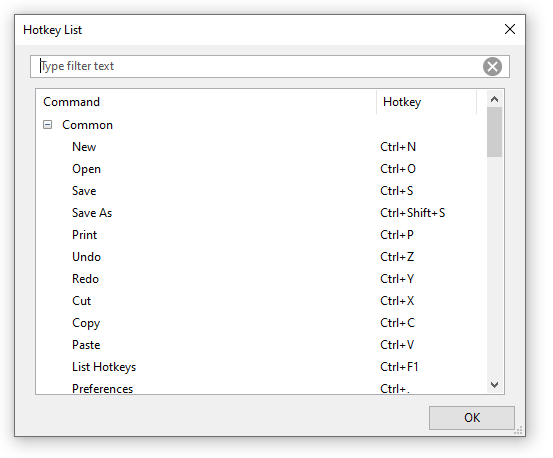 Hotkey List
Type filter text
Command Hotkey
Common
New Ctrl+N
Open Ctrl+O
Save Ctrl+S
Save As Ctrl+Shift+S
Print Ctrl+P
Undo Ctrl+Z
Redo Ctrl+Y
Cut Ctrl+X
Copy Ctrl+C
Paste Ctrl+V
List Hotkeys Ctrl+F1
Preferences Ctrl+.
OK